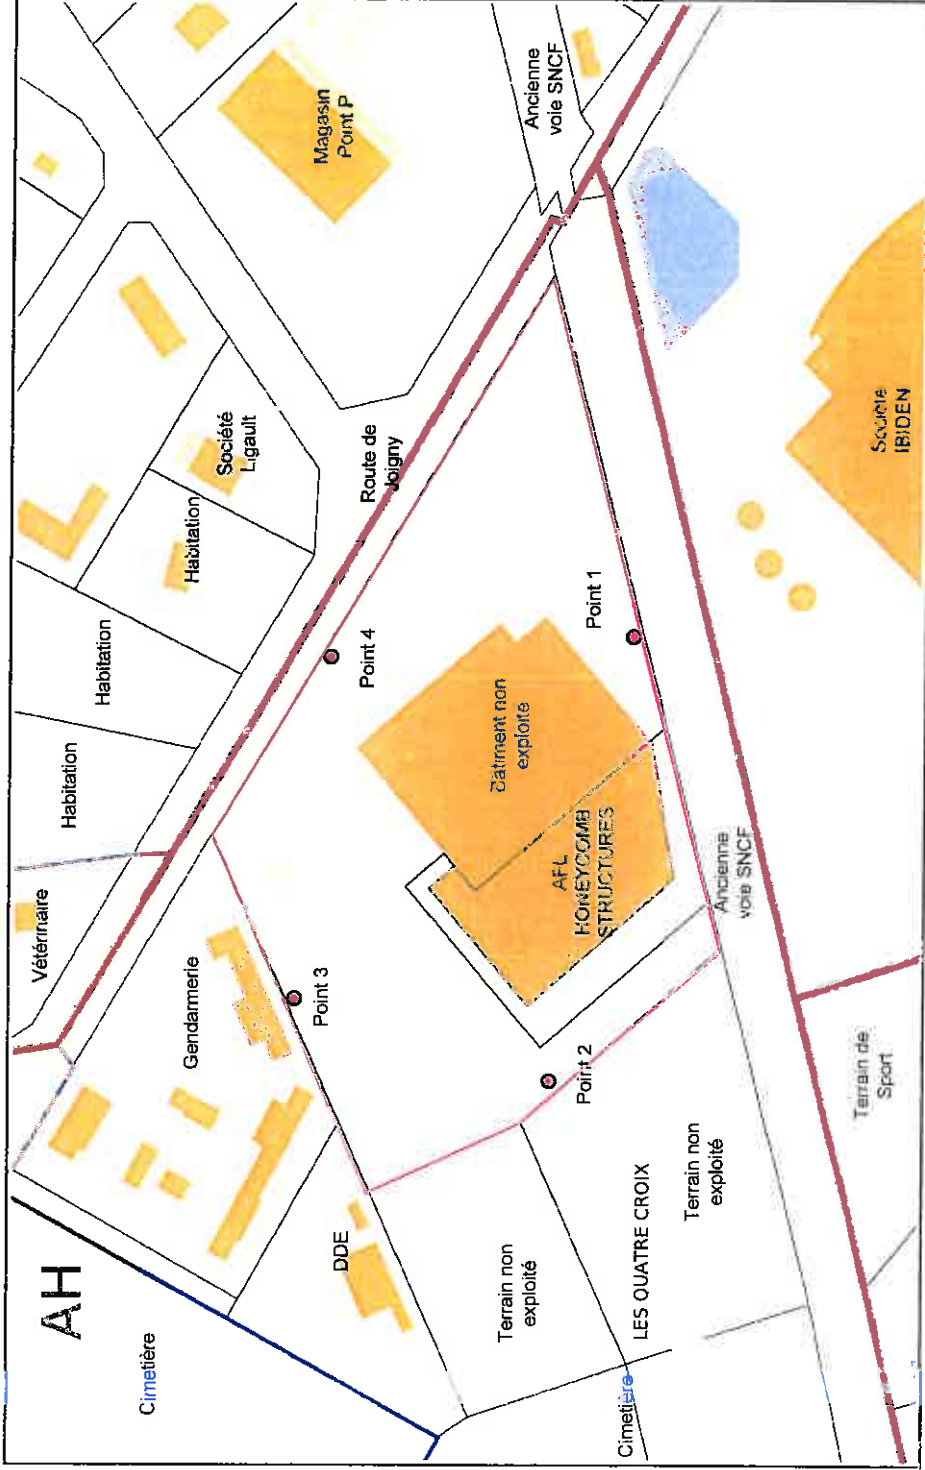 AH
Cimetière
Vétérinaire
Habitation
Habitation
Habitation
Société
Ligault
Magasin
Point P
Gendarmerie
DDE
Point 3
Point 4
Route de
Joigny
Ancienne
voie SNCF
Terrain non
exploité
Point 2
AFL
HONEYCOMB
STRUCTURES
Bâtiment non
exploité
Point 1
Cimetière
LES QUATRE CROIX
Terrain non
exploité
Ancienne
voie SNCF
Terrain de
Sport
Société
IBIDEN